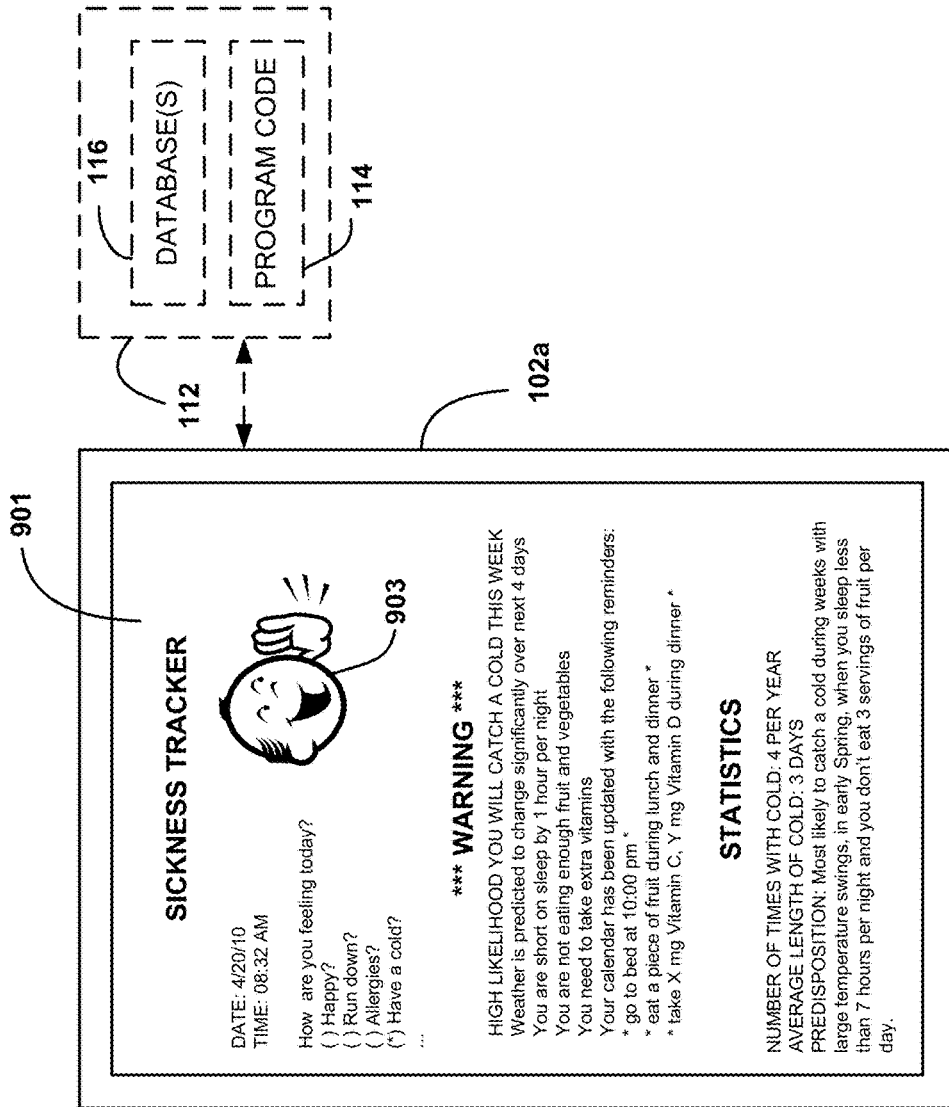 901
SICKNESS TRACKER
DATE: 4/20/10
TIME: 08:32 AM
How are you feeling today?
( ) Happy?
( ) Run down?
( ) Allergies?
(*) Have a cold?
...
903
*** WARNING ***
HIGH LIKELIHOOD YOU WILL CATCH A COLD THIS WEEK
Weather is predicted to change significantly over next 4 days
You are short on sleep by 1 hour per night
You are not eating enough fruit and vegetables
You need to take extra vitamins
Your calendar has been updated with the following reminders:
* go to bed at 10:00 pm *
* eat a piece of fruit during lunch and dinner *
* take X mg Vitamin C, Y mg Vitamin D during dinner *
STATISTICS
NUMBER OF TIMES WITH COLD: 4 PER YEAR
AVERAGE LENGTH OF COLD: 3 DAYS
PREDISPOSITION: Most likely to catch a cold during weeks with
large temperature swings, in early Spring, when you sleep less
than 7 hours per night and you don't eat 3 servings of fruit per
day.
102a
112
116
DATABASE(S)
PROGRAM CODE
114